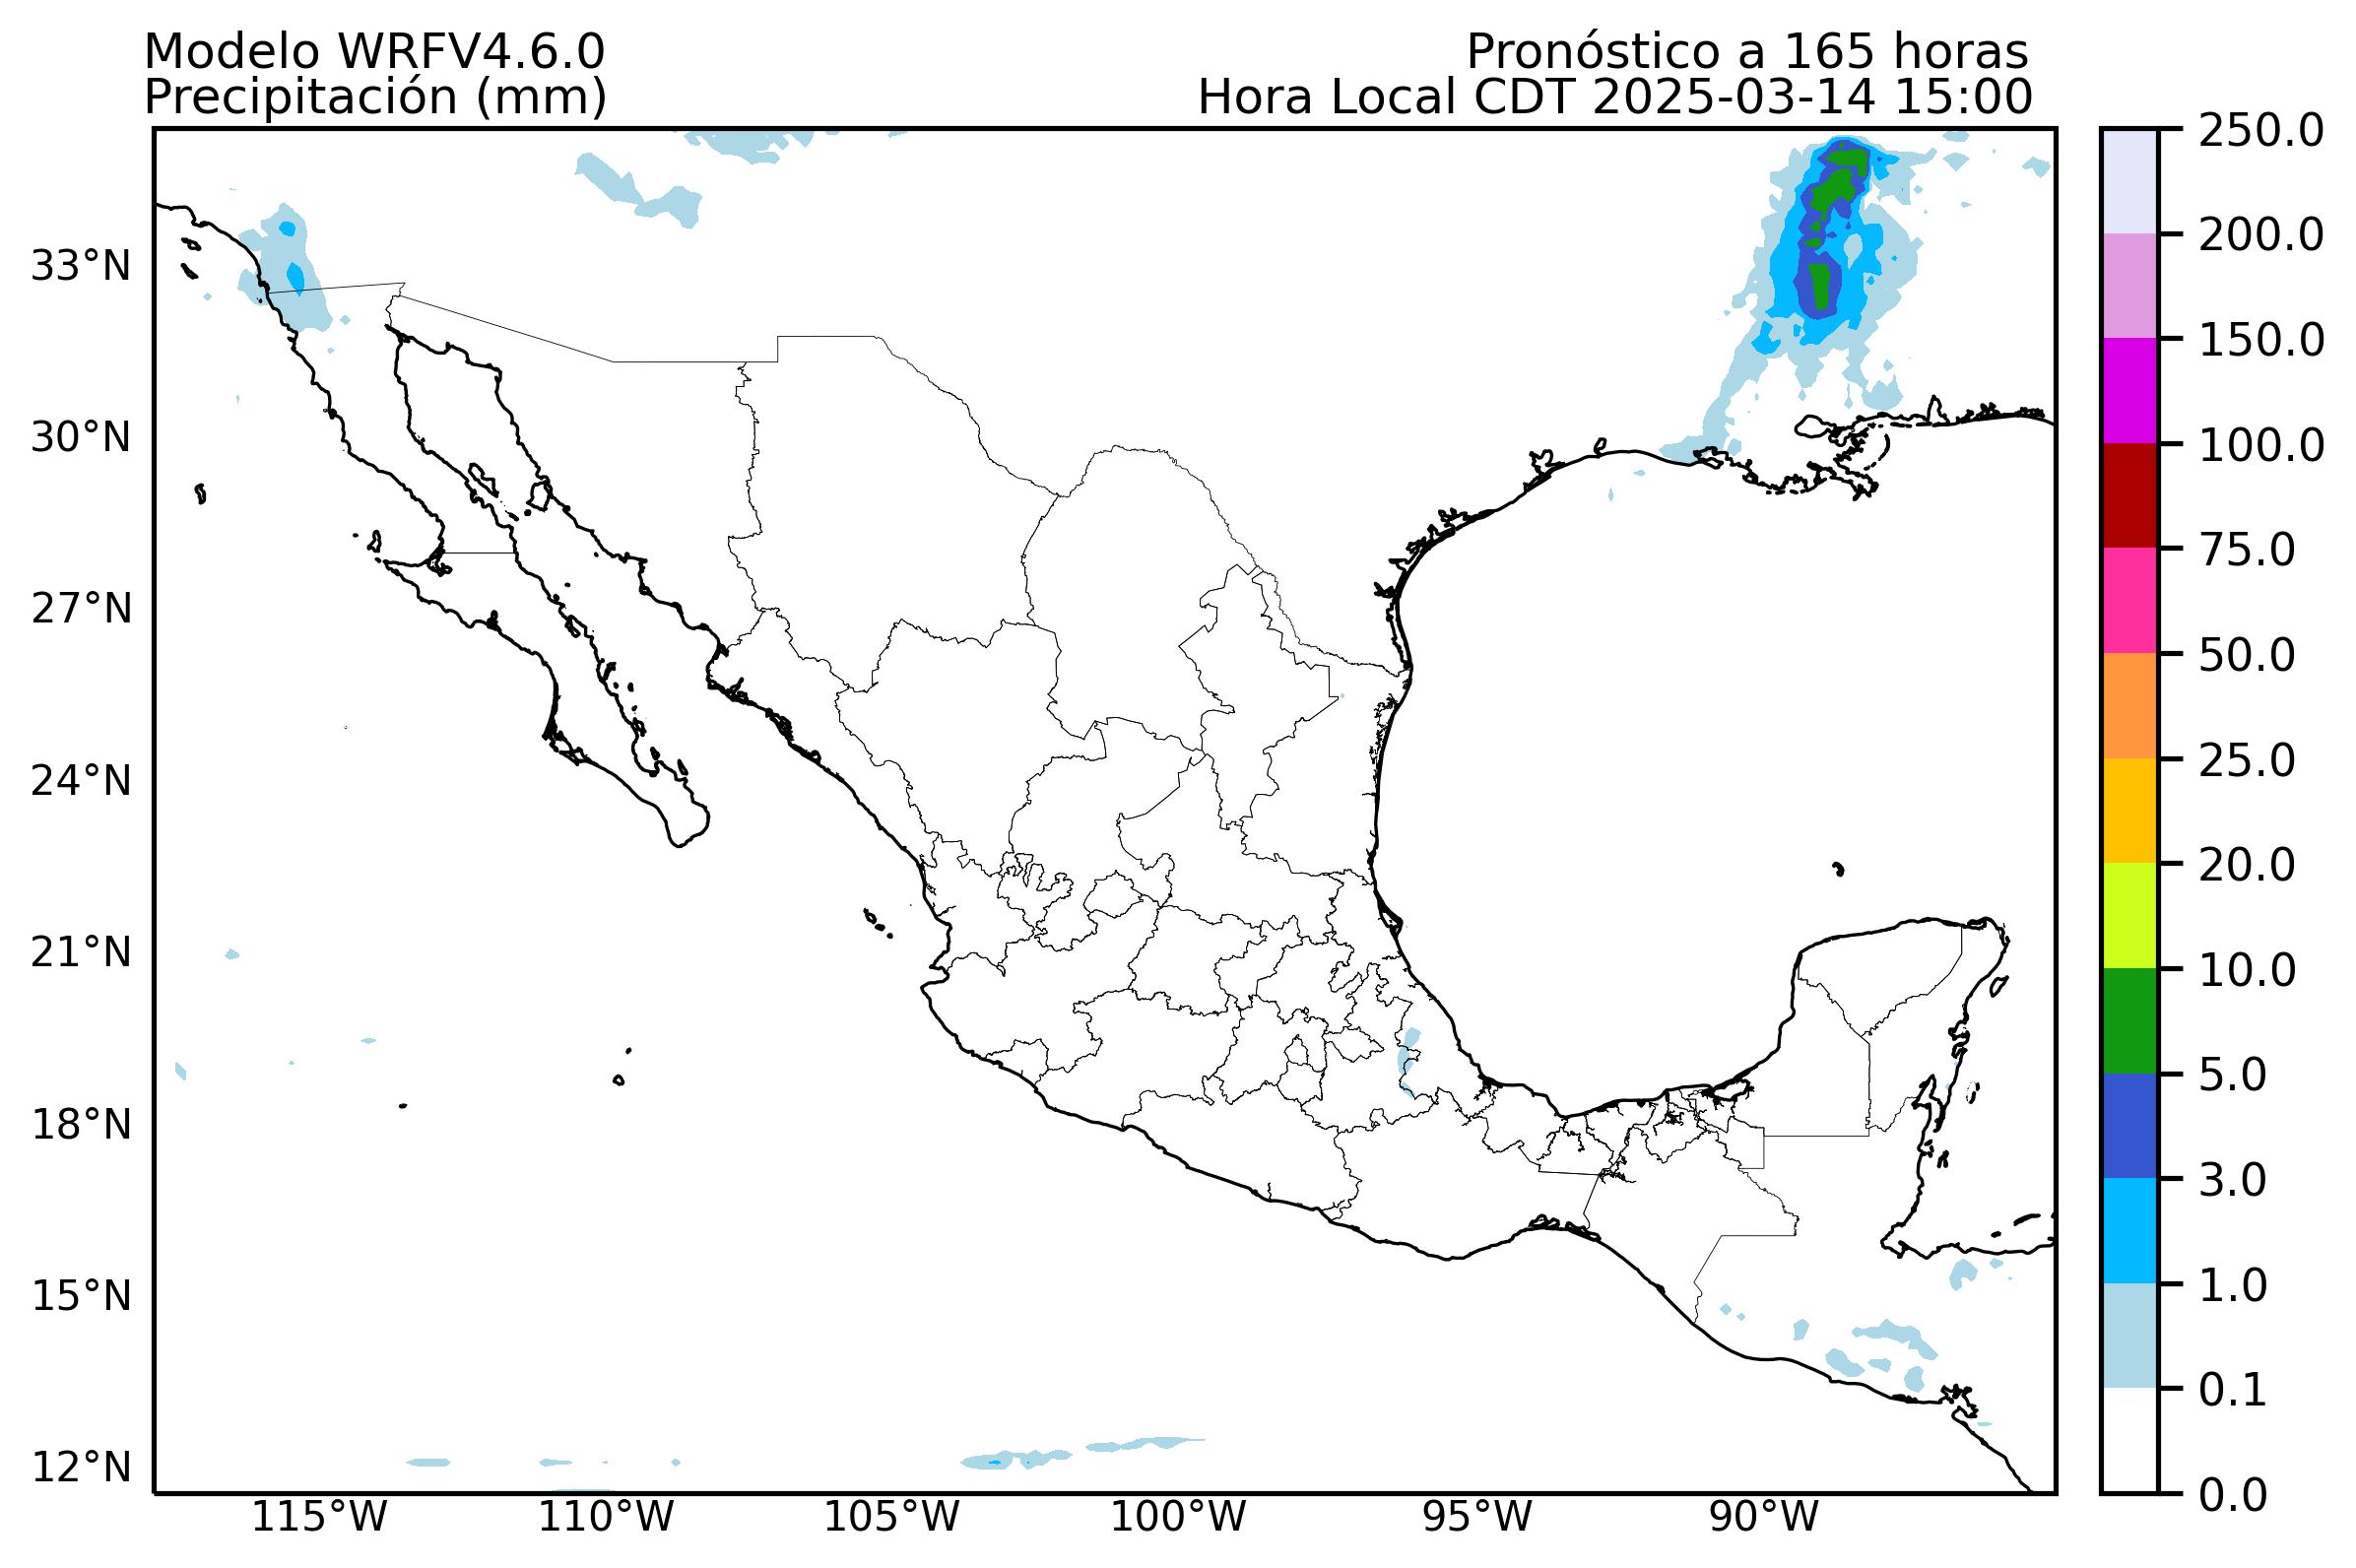 Modelo WRFV4.6.0
Precipitación (mm)
Pronóstico a 165 horas
Hora Local CDT 2025-03-14 15:00
33°N
30°N
27°N
24°N
21°N
18°N
15°N
12°N
115°W
110°W
105°W
100°W
95°W
90°W
250.0
200.0
150.0
100.0
75.0
50.0
25.0
20.0
10.0
5.0
3.0
1.0
0.1
0.0